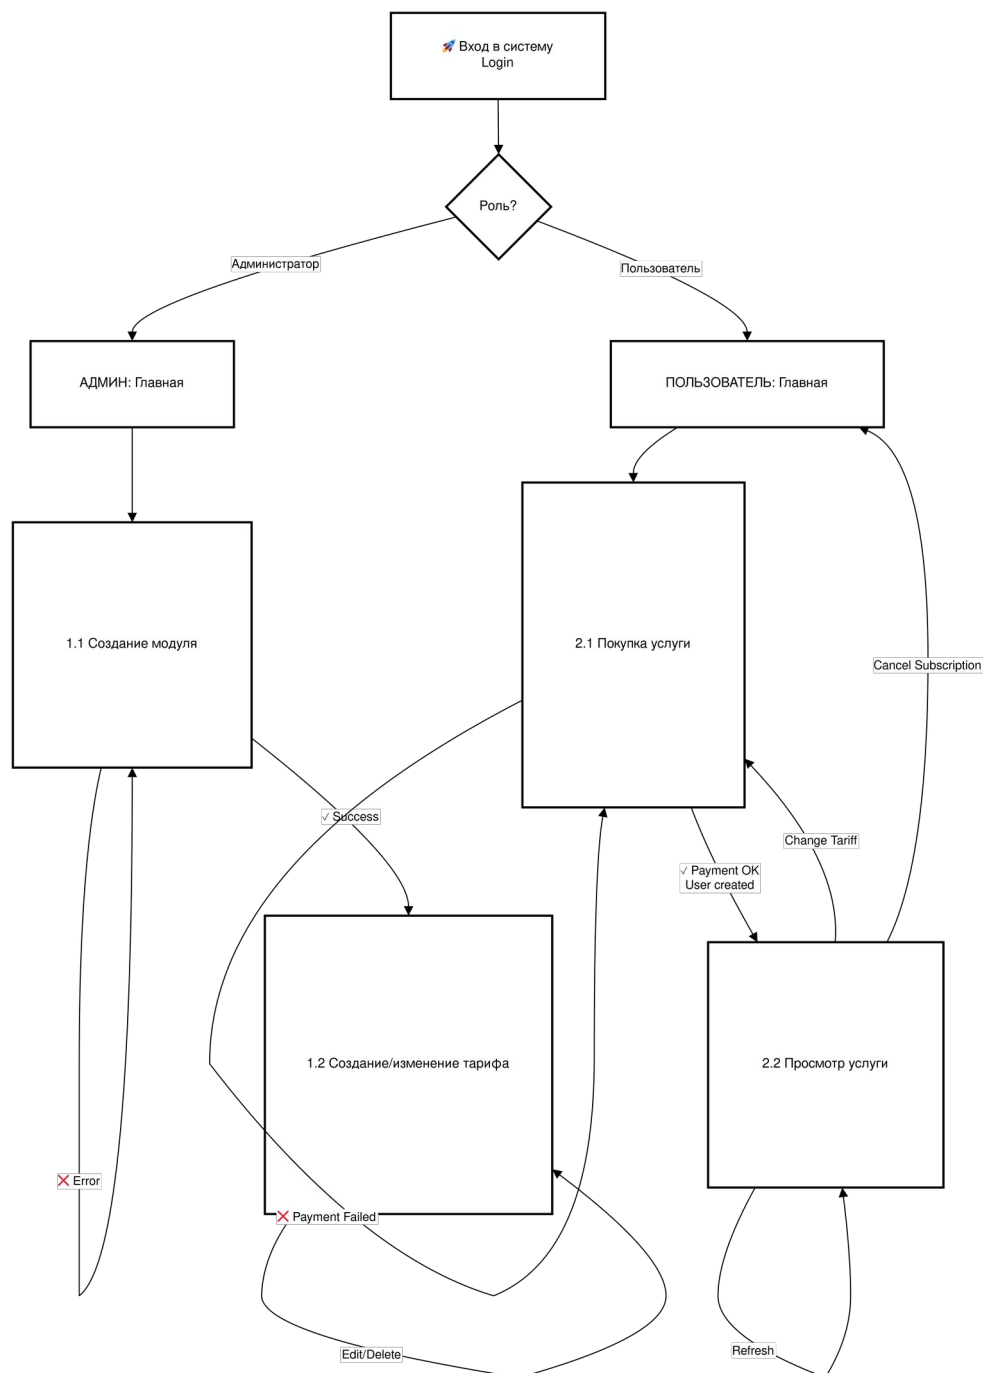 🚀 Вход в систему
Login
Роль?
Администратор
Пользователь
АДМИН: Главная
ПОЛЬЗОВАТЕЛЬ: Главная
1.1 Создание модуля
2.1 Покупка услуги
Cancel Subscription
✓ Success
Change Tariff
✓ Payment OK
User created
1.2 Создание/изменение тарифа
2.2 Просмотр услуги
❌ Error
❌ Payment Failed
Edit/Delete
Refresh